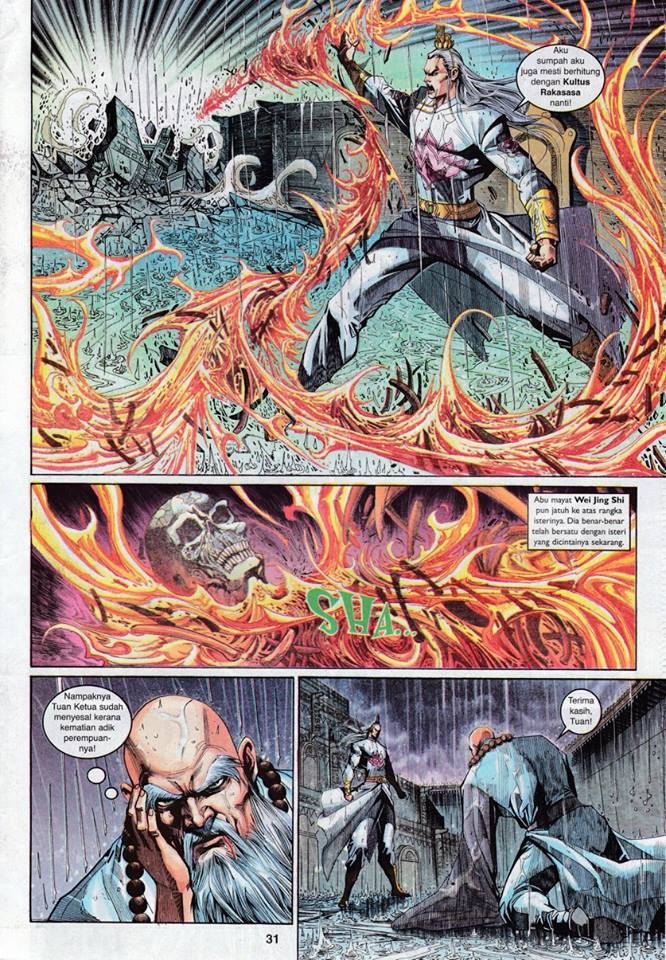 Aku
sumpah aku
juga mesti berhitung
dengan Kultus
Rakasasa
nanti!
Abu mayat Wei Jing Shi
pun jatuh ke atas rangka
isterinya. Dia benar-benar
telah bersatu dengan isteri
yang dicintainya sekarang.
SHA...
Nampaknya
Tuan Ketua sudah
menyesal kerana
kematian adik
perempuan-
nya!
Terima
kasih,
Tuan!
31